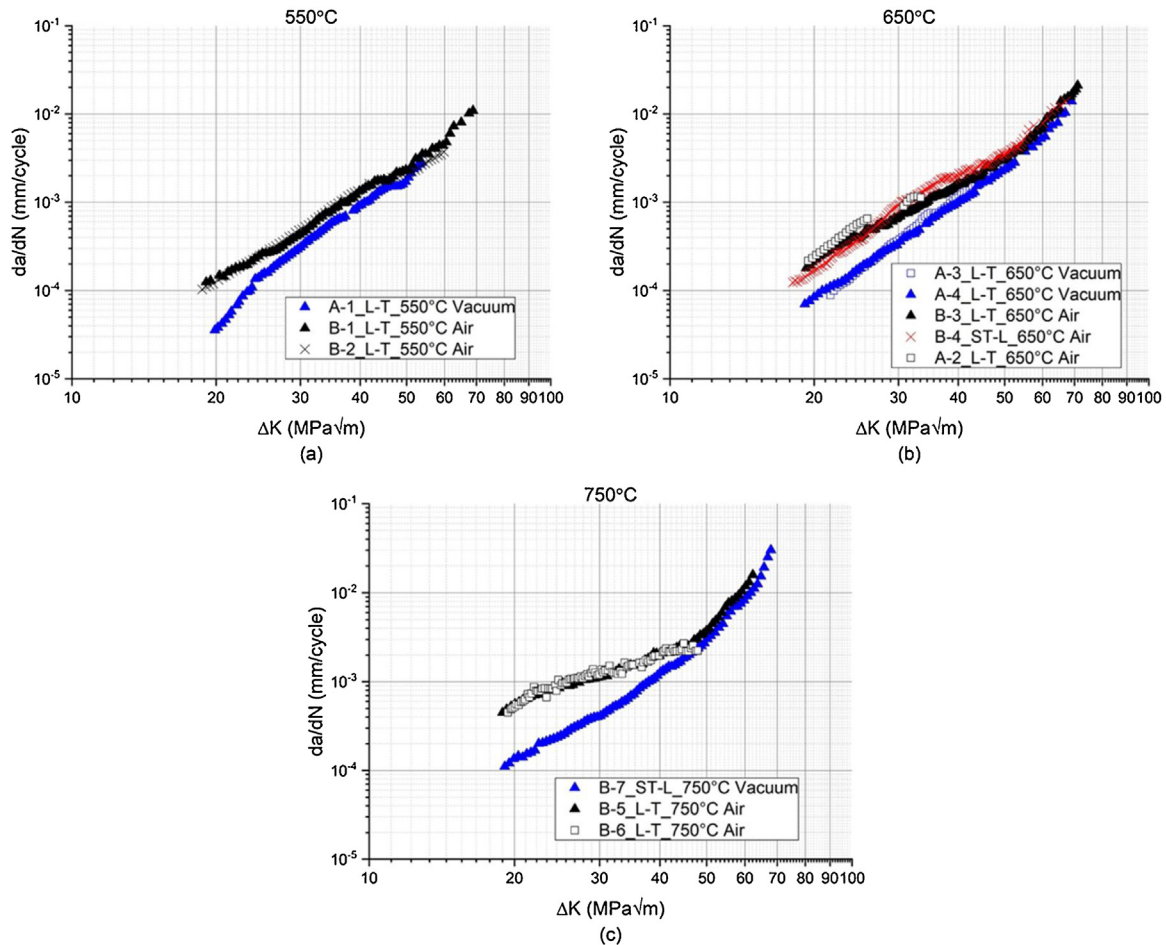 550°C
10-1
10-2
10-3
10-4
10-5
da/dN (mm/cycle)
A-1_L-T_550°C Vacuum
B-1_L-T_550°C Air
B-2_L-T_550°C Air
10 20 30 40 50 60 70 80 90 100
ΔK (MPa√m)
(a)
650°C
10-1
10-2
10-3
10-4
10-5
da/dN (mm/cycle)
A-3_L-T_650°C Vacuum
A-4_L-T_650°C Vacuum
B-3_L-T_650°C Air
B-4_ST-L_650°C Air
A-2_L-T_650°C Air
10 20 30 40 50 60 70 80 90 100
ΔK (MPa√m)
(b)
750°C
10-1
10-2
10-3
10-4
10-5
da/dN (mm/cycle)
B-7_ST-L_750°C Vacuum
B-5_L-T_750°C Air
B-6_L-T_750°C Air
10 20 30 40 50 60 70 80 90 100
ΔK (MPa√m)
(c)